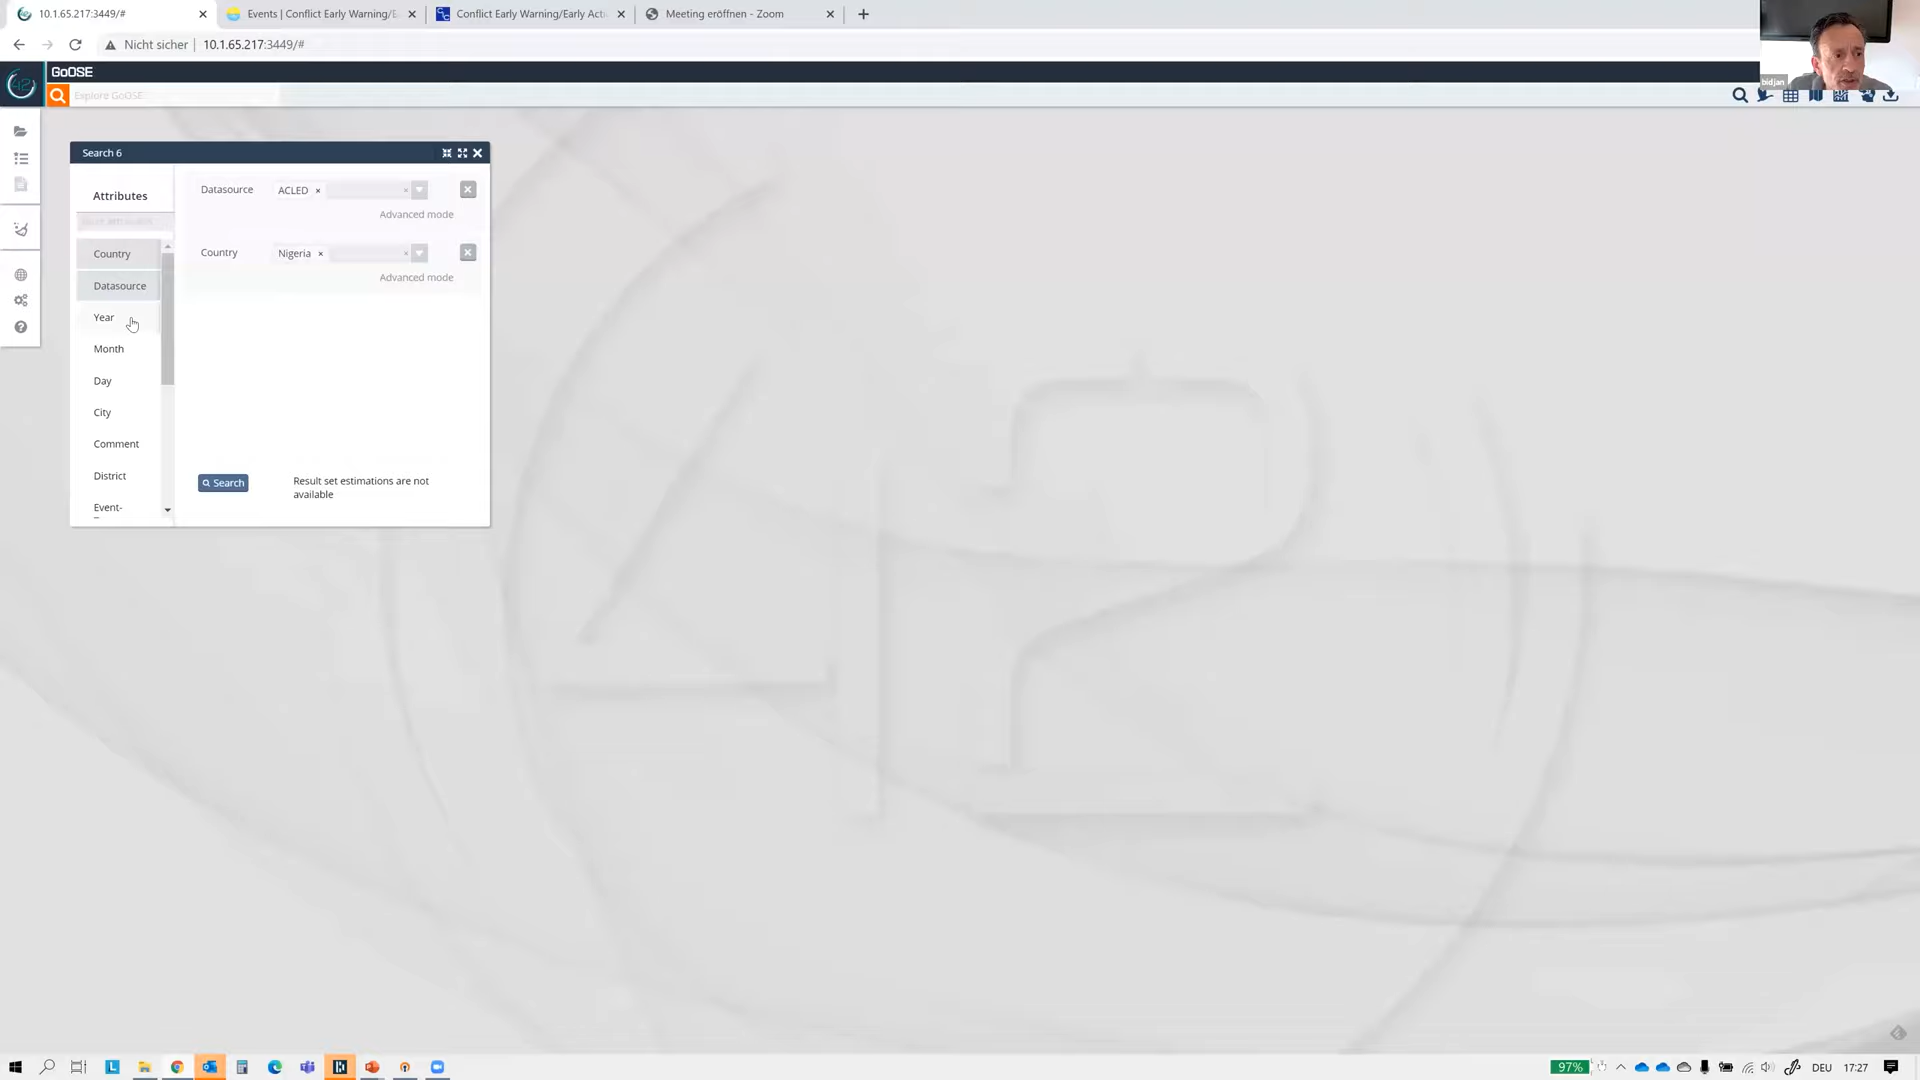 10.1.65.217:3449/#
Events | Conflict Early Warning/E
Conflict Early Warning/Early Acti
Meeting eröffnen - Zoom
Nicht sicher
10.1.65.217:3449/#
GoOSE
Explore GoOSE
bidjan
Search 6
Attributes
Country
Datasource
Year
Month
Day
City
Comment
District
Event-
Datasource
ACLED
Advanced mode
Country
Nigeria
Advanced mode
Search
Result set estimations are not
available
97%
DEU
17:27